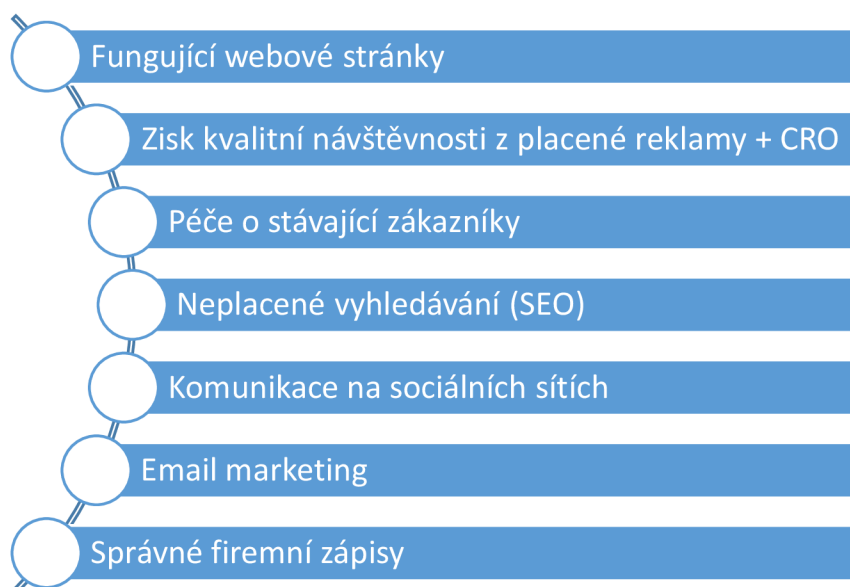 Fungující webové stránky
Zisk kvalitní návštěvnosti z placené reklamy + CRO
Péče o stávající zákazníky
Neplacené vyhledávání (SEO)
Komunikace na sociálních sítích
Email marketing
Správné firemní zápisy